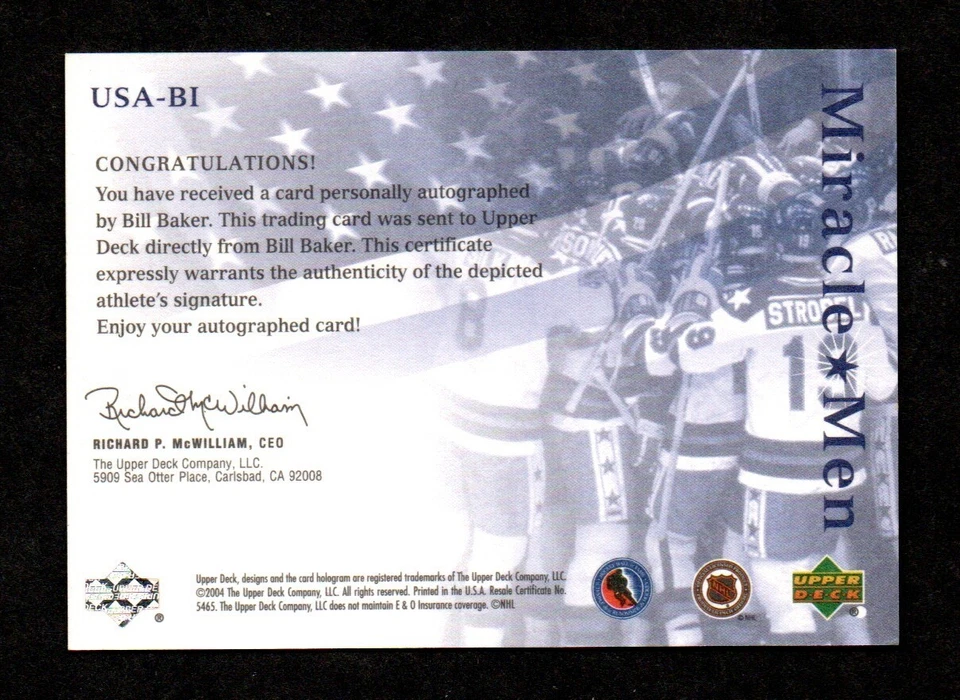 USA-BI
CONGRATULATIONS!
You have received a card personally autographed
by Bill Baker. This trading card was sent to Upper
Deck directly from Bill Baker. This certificate
expressly warrants the authenticity of the depicted
athlete's signature.
Enjoy your autographed card!
Richard P McWilliam
RICHARD P. McWILLIAM, CEO
The Upper Deck Company, LLC.
5909 Sea Otter Place, Carlsbad, CA 92008
Upper Deck, designs and the card hologram are registered trademarks of The Upper Deck Company, LLC.
©2004 The Upper Deck Company, LLC. All rights reserved. Printed in the U.S.A. Resale Certificate No.
5465. The Upper Deck Company, LLC does not maintain E & O Insurance coverage. ©NHL
Miracle★Men
STROBEL
NHL
UPPER
DECK
®
®